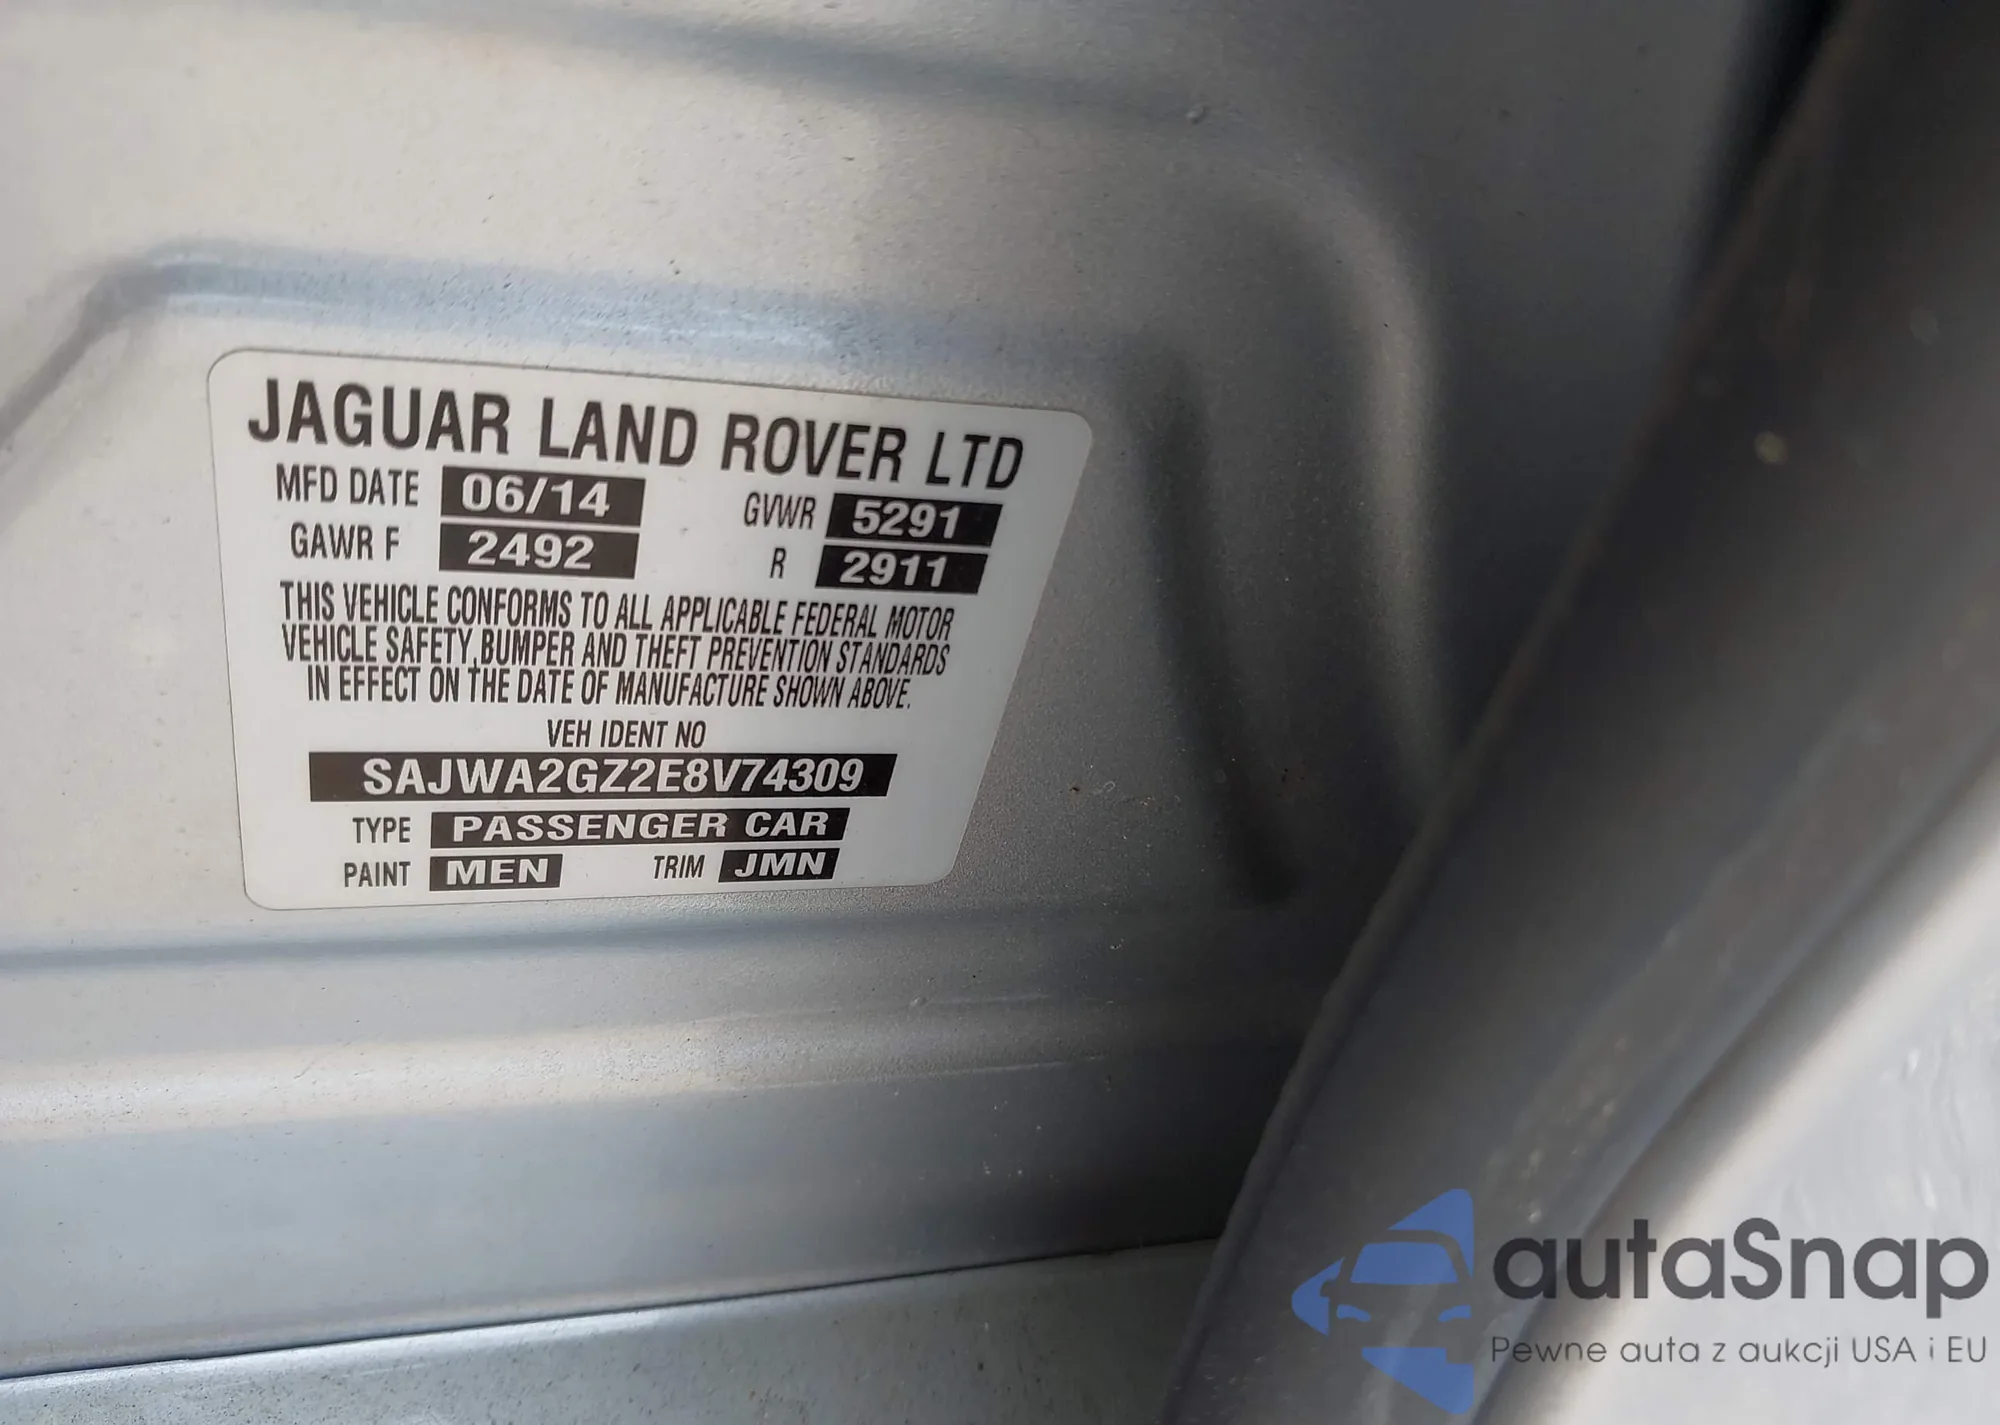 JAGUAR LAND ROVER LTD
MFD DATE 06/14 GVWR 5291
GAWR F 2492 R 2911
THIS VEHICLE CONFORMS TO ALL APPLICABLE FEDERAL MOTOR
VEHICLE SAFETY,BUMPER AND THEFT PREVENTION STANDARDS
IN EFFECT ON THE DATE OF MANUFACTURE SHOWN ABOVE.
VEH IDENT NO
SAJWA2GZ2E8V74309
TYPE PASSENGER CAR
PAINT MEN TRIM JMN
autaSnap
Pewne auta z aukcji USA i EU